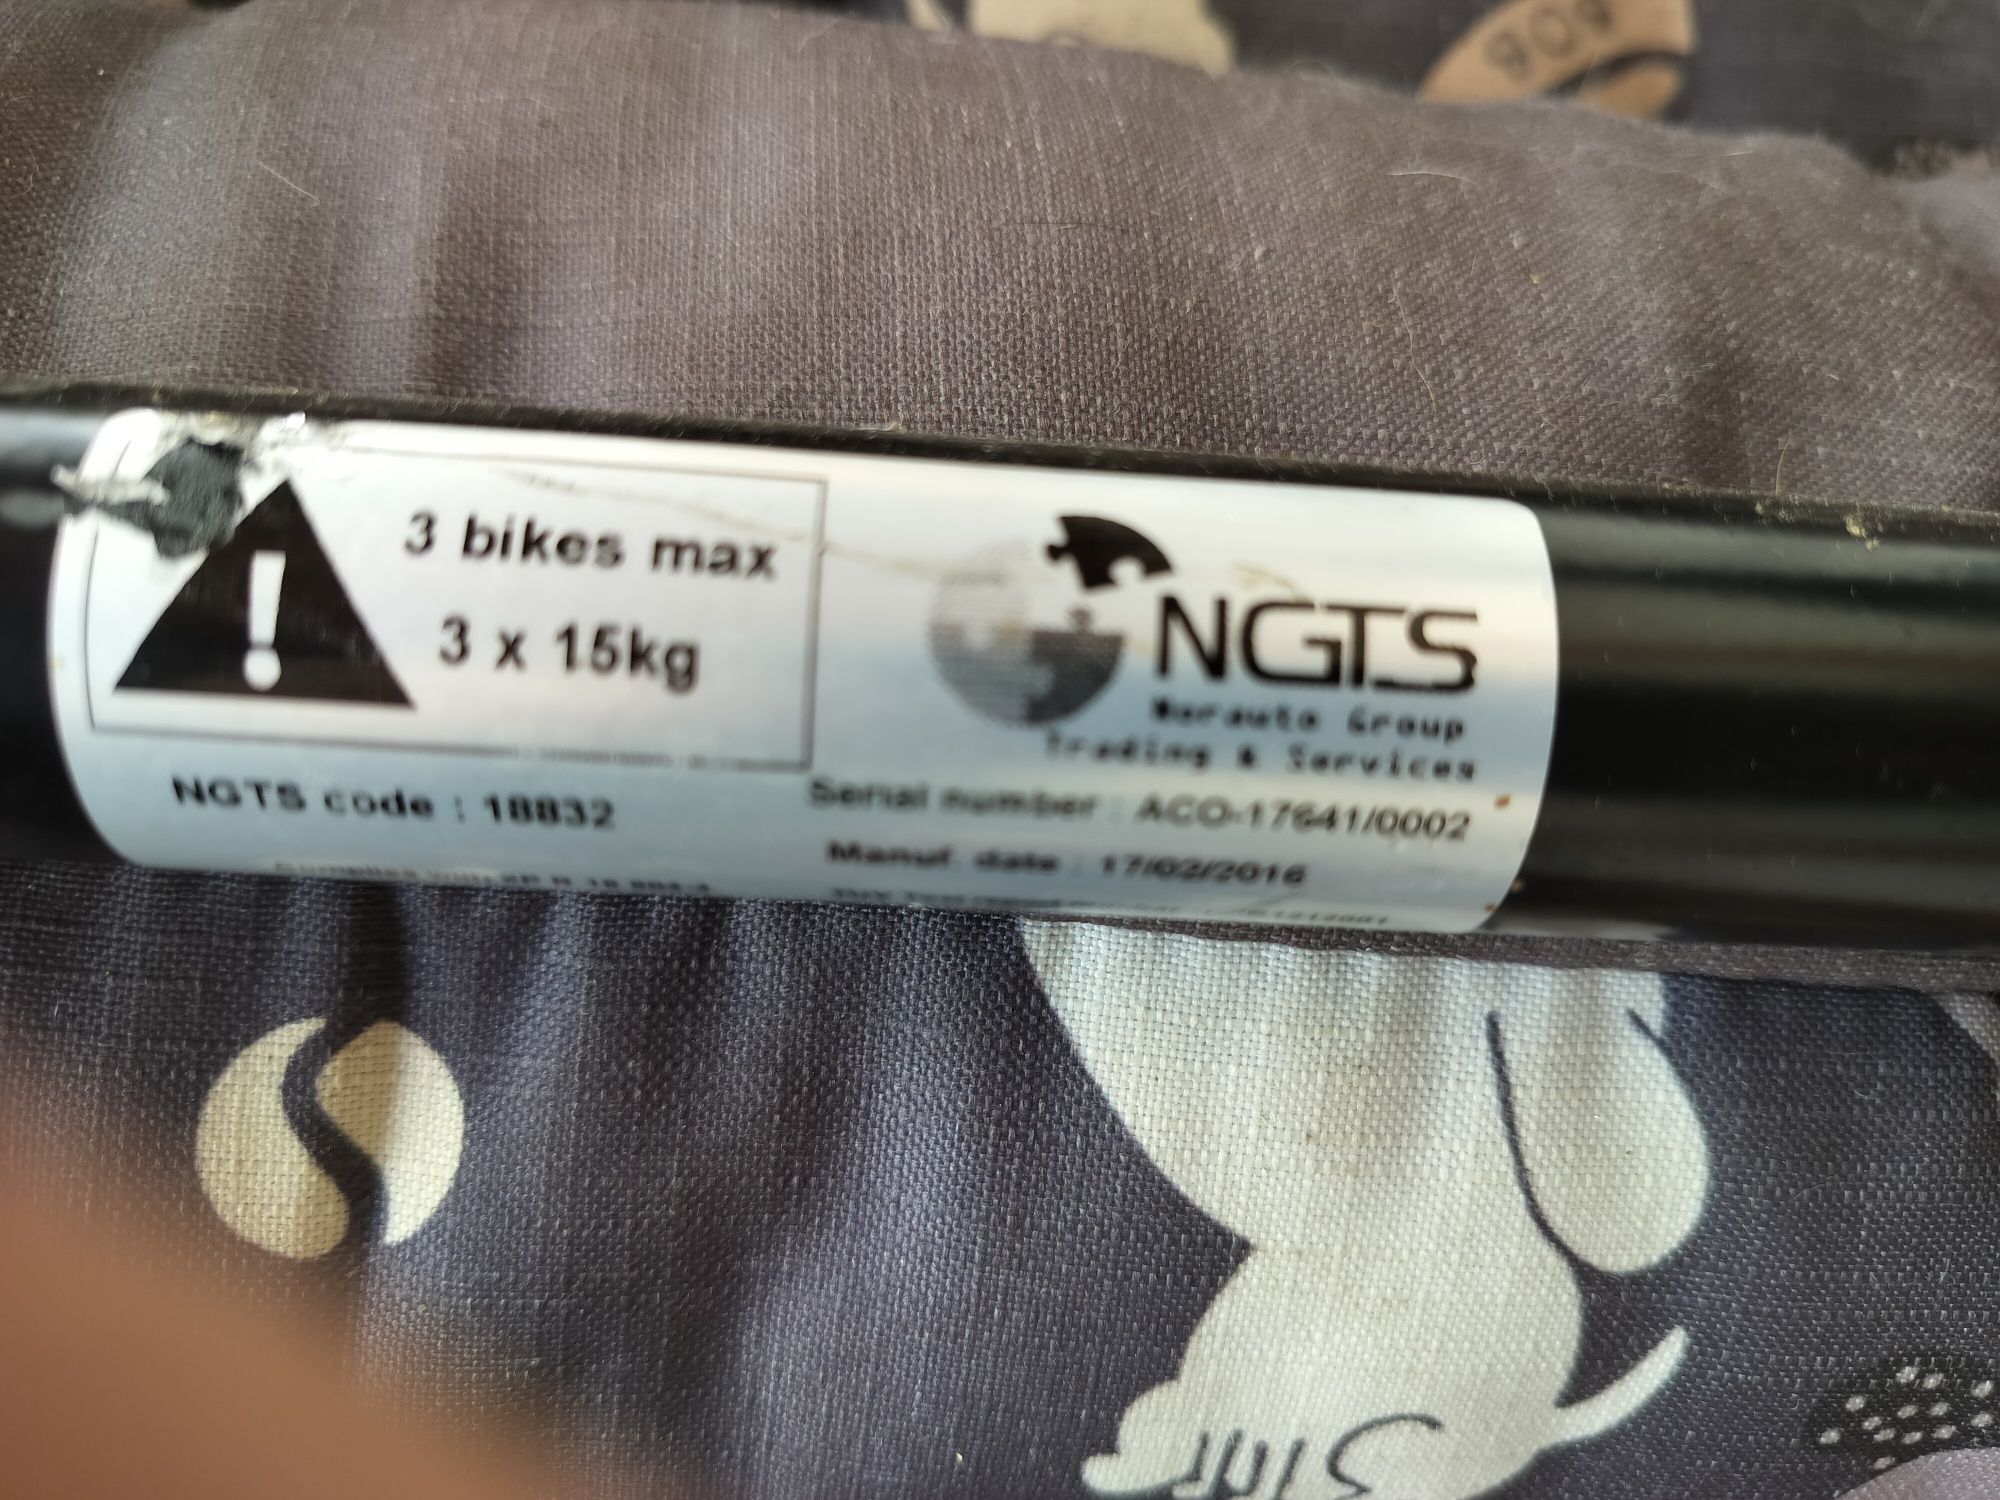 3 bikes max
3 x 15kg
NGTS
Norauto Group
Trading & Services
NGTS code : 18832
Serial number : ACO-17641/0002
Manuf. date : 17/02/2016